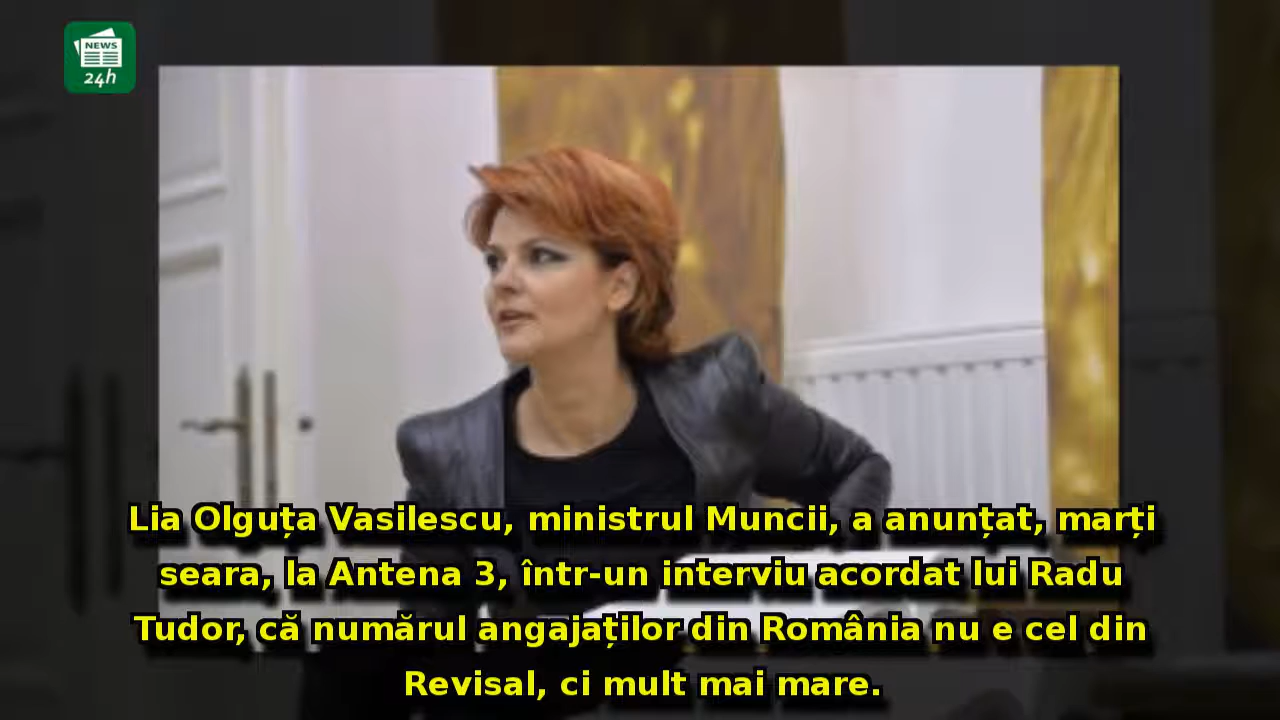 NEWS
24h
Lia Olguța Vasilescu, ministrul Muncii, a anunțat, marți
seara, la Antena 3, într-un interviu acordat lui Radu
Tudor, că numărul angajaților din România nu e cel din
Revisal, ci mult mai mare.